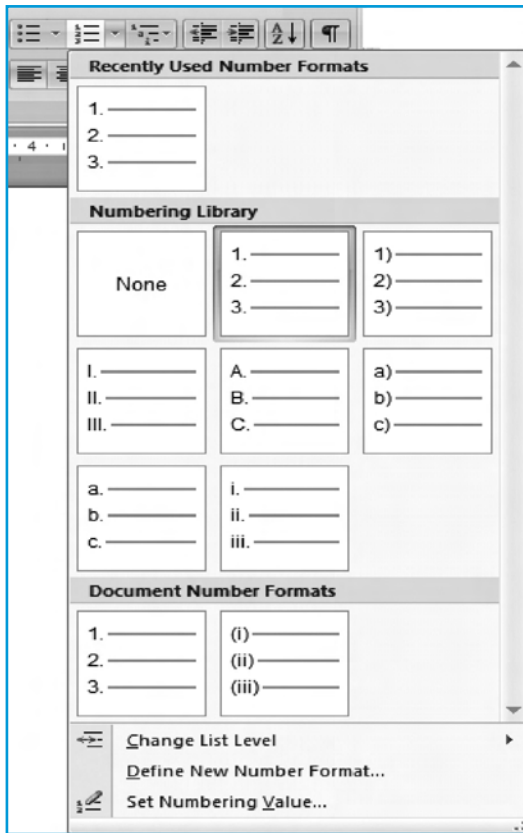 Recently Used Number Formats
1.
2.
3.
· 4 · ı
Numbering Library
None
1.
2.
3.
1)
2)
3)
I.
II.
III.
A.
B.
C.
a)
b)
c)
a.
b.
c.
i.
ii.
iii.
Document Number Formats
1.
2.
3.
(i)
(ii)
(iii)
Change List Level
Define New Number Format...
Set Numbering Value...